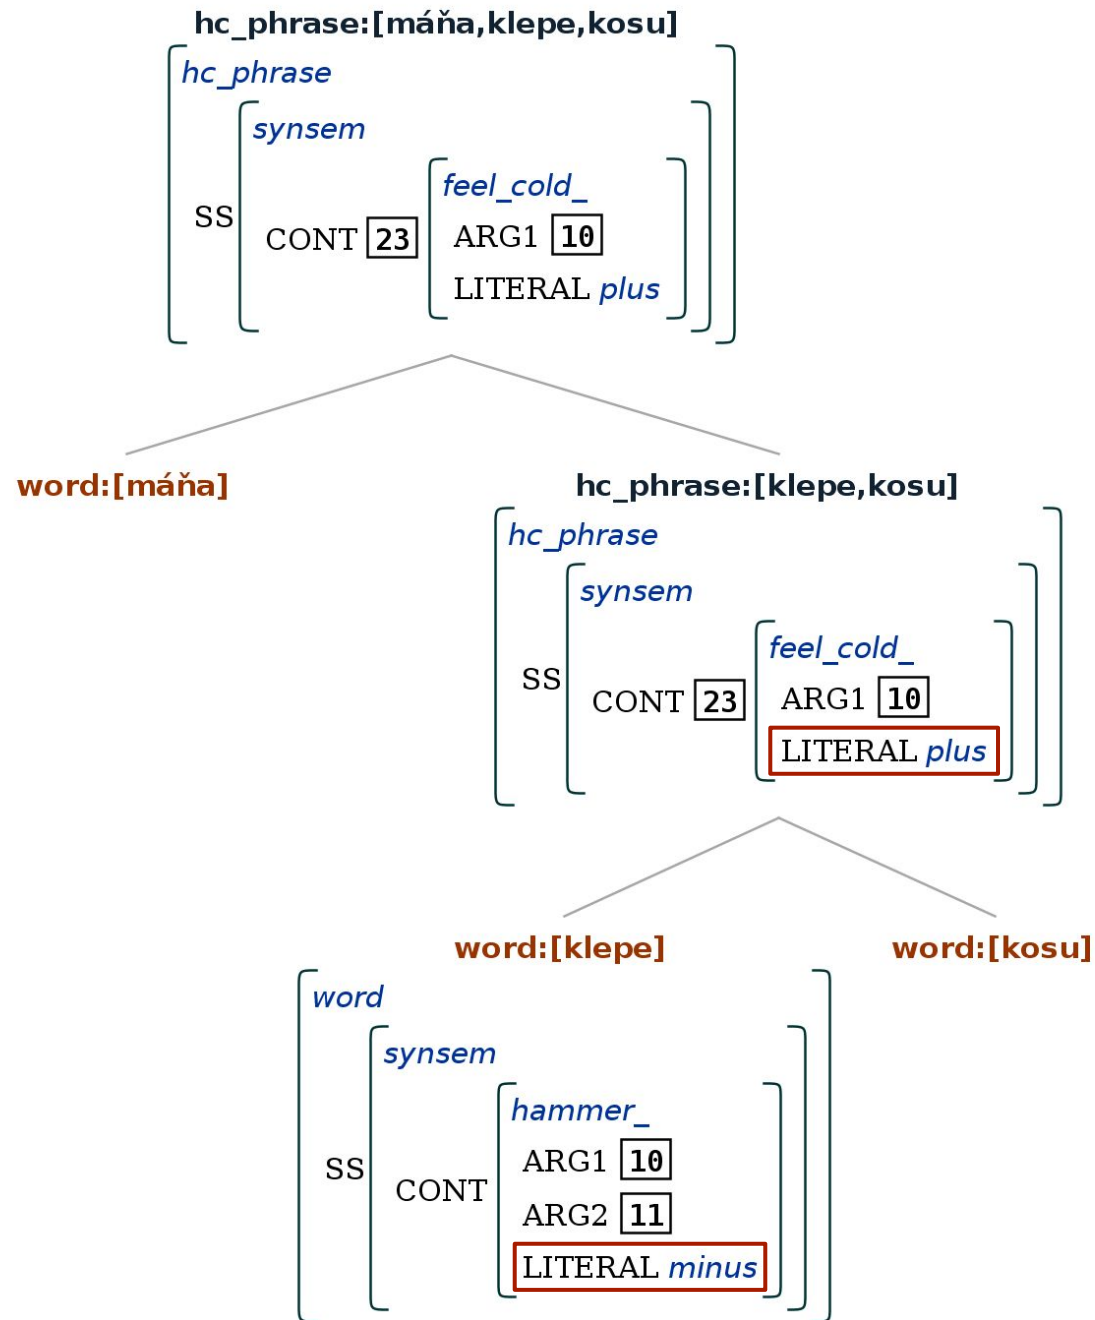 hc_phrase:[máňa,klepe,kosu]
hc_phrase
synsem
feel_cold_
SS
CONT 23
ARG1 10
LITERAL plus
word:[máňa]
hc_phrase:[klepe,kosu]
hc_phrase
synsem
feel_cold_
SS
CONT 23
ARG1 10
LITERAL plus
word:[klepe]
word:[kosu]
word
synsem
hammer_
ARG1 10
SS
CONT
ARG2 11
LITERAL minus